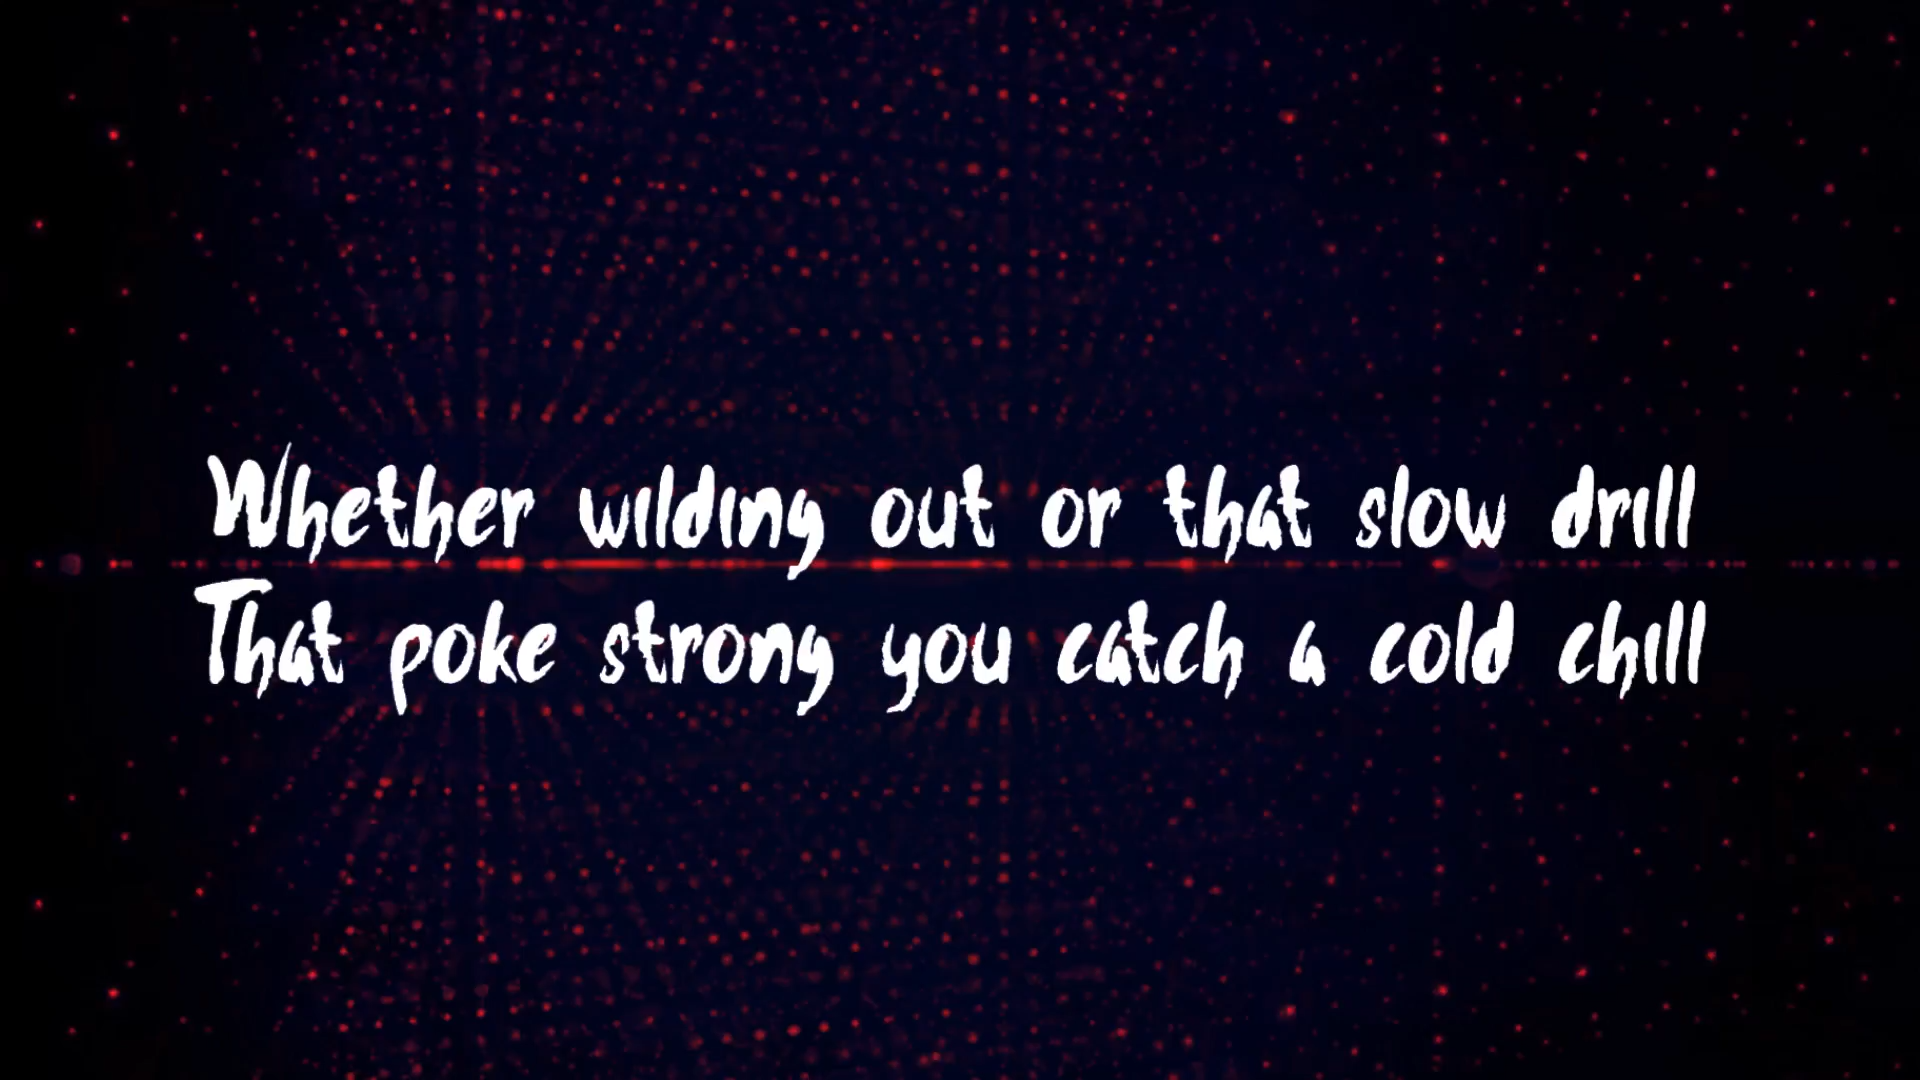 Whether wilding out or that slow drill
That poke strong you catch a cold chill